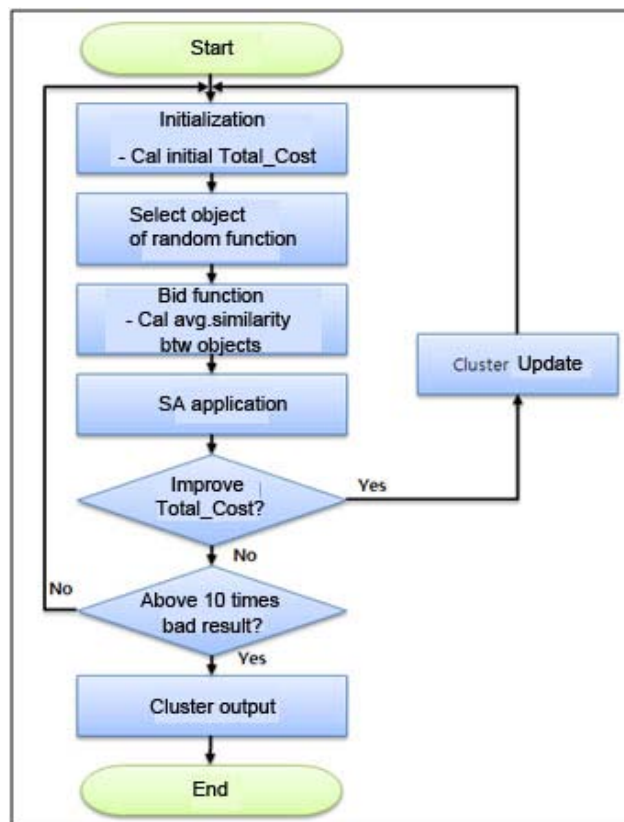 Start
Initialization
- Cal initial Total_Cost
Select object
of random function
Bid function
- Cal avg.similarity
btw objects
Cluster Update
SA application
Improve
Total_Cost?
Yes
No
No
Above 10 times
bad result?
Yes
Cluster output
End